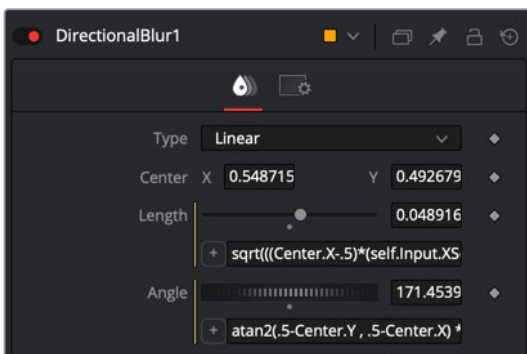 DirectionalBlur1
Type Linear
Center X 0.548715 Y 0.492679
Length 0.048916
+ sqrt(((Center.X-.5)*(self.Input.XS
Angle 171.4539
+ atan2(.5-Center.Y , .5-Center.X) *